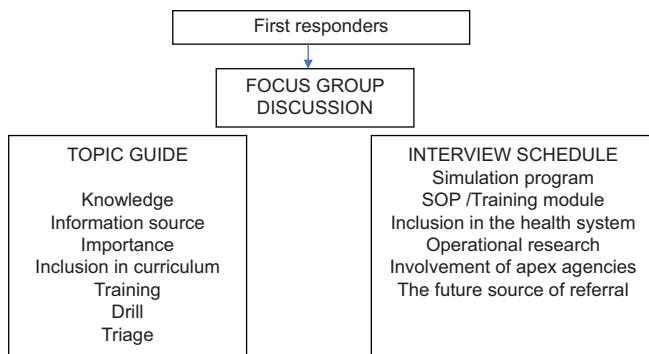 First responders
FOCUS GROUP
DISCUSSION
TOPIC GUIDE
Knowledge
Information source
Importance
Inclusion in curriculum
Training
Drill
Triage
INTERVIEW SCHEDULE
Simulation program
SOP /Training module
Inclusion in the health system
Operational research
Involvement of apex agencies
The future source of referral